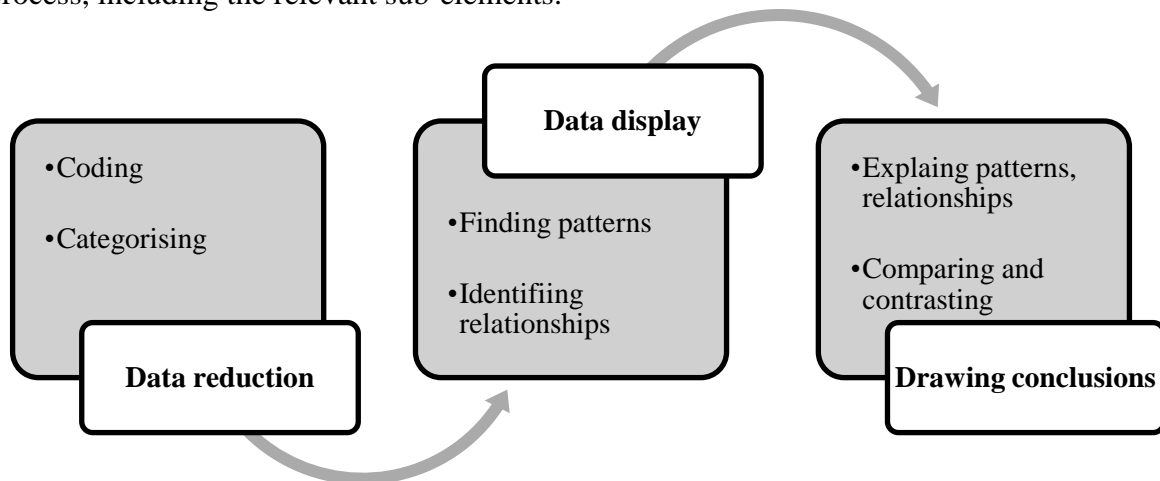 process, including the relevant sub-elements.
•Coding
•Categorising
Data reduction
Data display
•Finding patterns
•Identifiing
relationships
•Explaing patterns,
relationships
•Comparing and
contrasting
Drawing conclusions